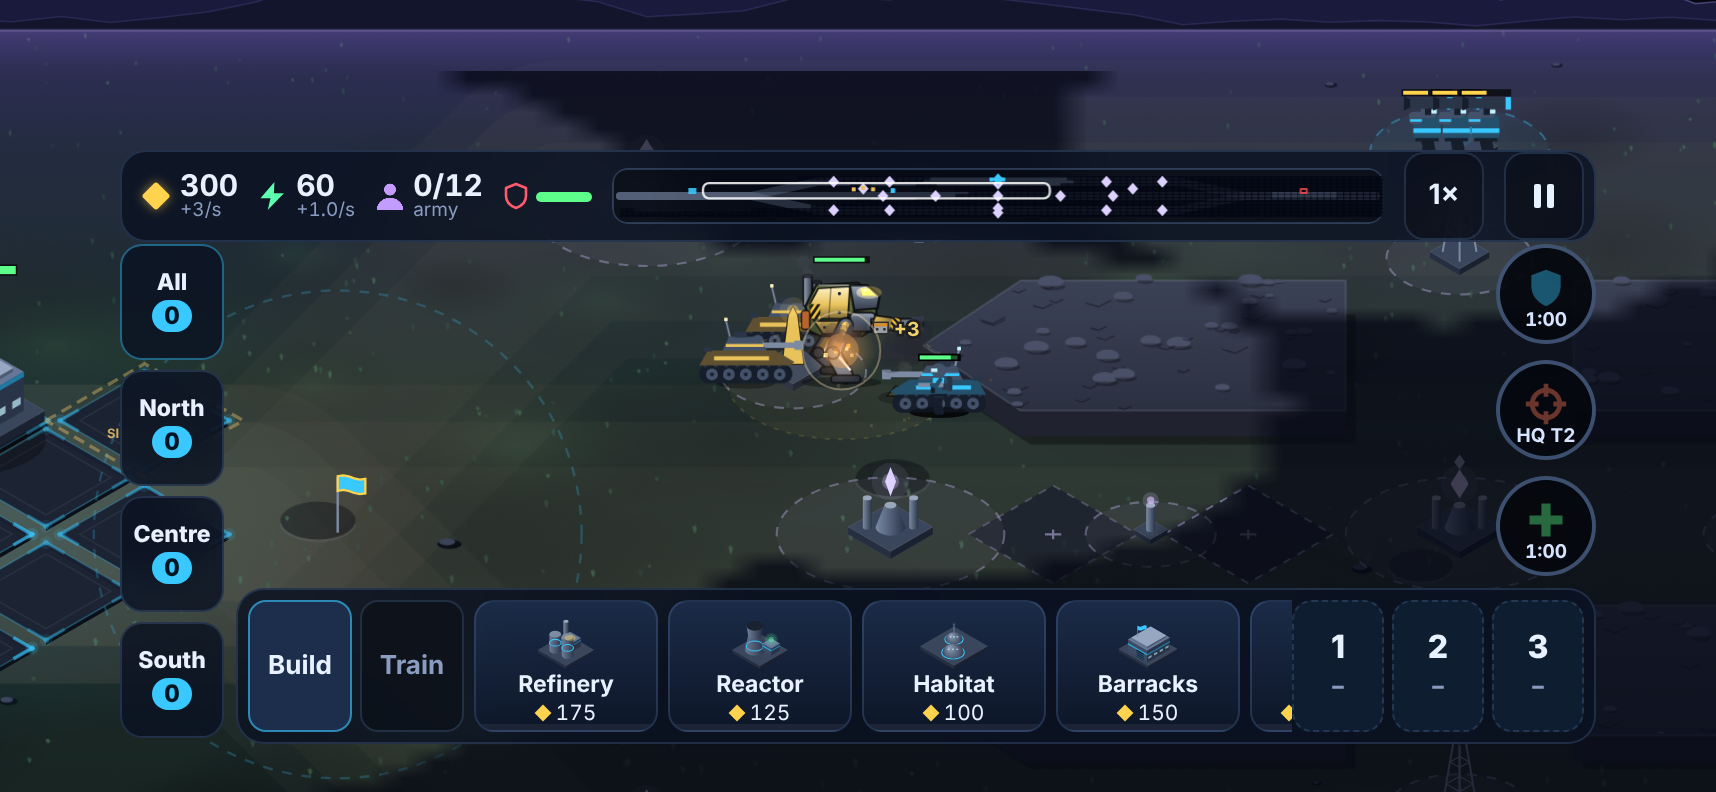 300
+3/s
60
+1.0/s
0/12
army
1×
All
0
1:00
+3
North
0
HQ T2
SI
Centre
0
1:00
South
0
Build
Train
Refinery
175
Reactor
125
Habitat
100
Barracks
150
1
–
2
–
3
–